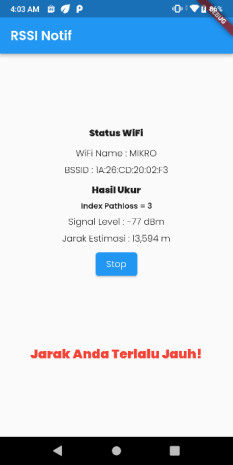 4:03 AM
86%
DEBUG
RSSI Notif
Status WiFi
WiFi Name : MIKRO
BSSID : 1A:26:CD:20:02:F3
Hasil Ukur
Index Pathloss = 3
Signal Level : -77 dBm
Jarak Estimasi : 13,594 m
Stop
Jarak Anda Terlalu Jauh!